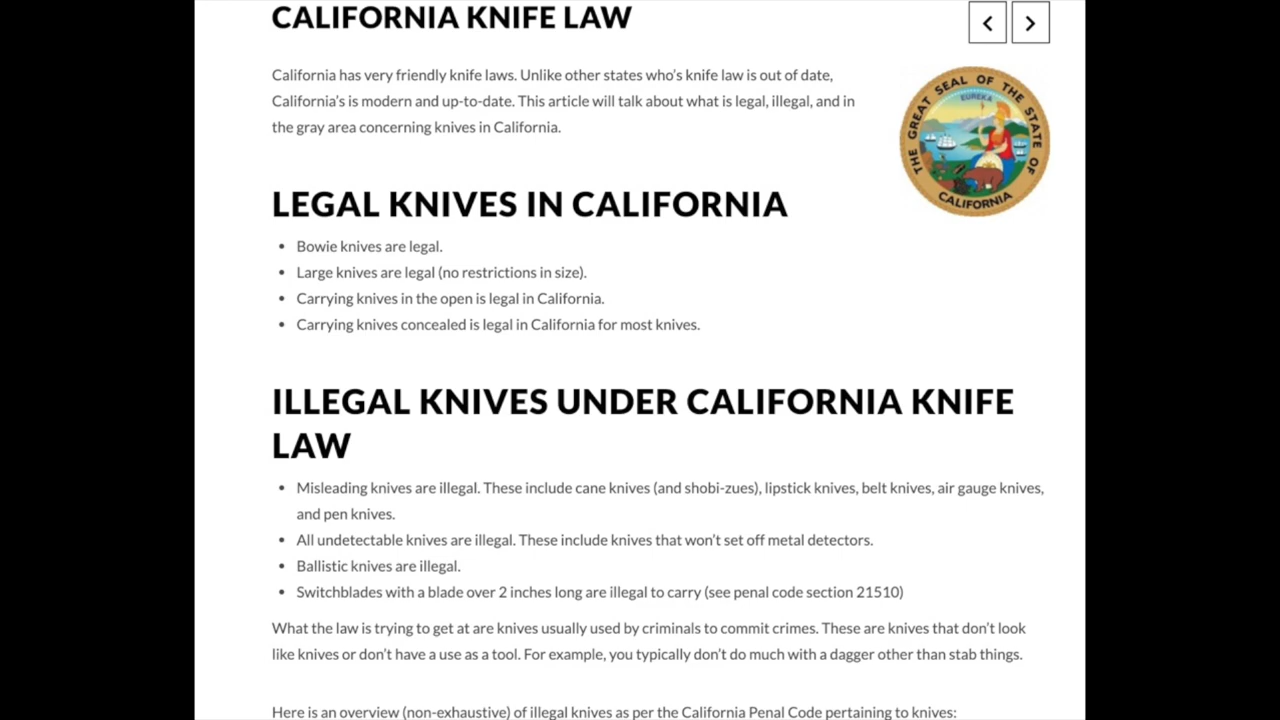 CALIFORNIA KNIFE LAW
California has very friendly knife laws. Unlike other states who's knife law is out of date,
California's is modern and up-to-date. This article will talk about what is legal, illegal, and in
the gray area concerning knives in California.
THE GREAT SEAL OF THE STATE OF CALIFORNIA
EUREKA
LEGAL KNIVES IN CALIFORNIA
• Bowie knives are legal.
• Large knives are legal (no restrictions in size).
• Carrying knives in the open is legal in California.
• Carrying knives concealed is legal in California for most knives.
ILLEGAL KNIVES UNDER CALIFORNIA KNIFE
LAW
• Misleading knives are illegal. These include cane knives (and shobi-zues), lipstick knives, belt knives, air gauge knives,
and pen knives.
• All undetectable knives are illegal. These include knives that won't set off metal detectors.
• Ballistic knives are illegal.
• Switchblades with a blade over 2 inches long are illegal to carry (see penal code section 21510)
What the law is trying to get at are knives usually used by criminals to commit crimes. These are knives that don't look
like knives or don't have a use as a tool. For example, you typically don't do much with a dagger other than stab things.
Here is an overview (non-exhaustive) of illegal knives as per the California Penal Code pertaining to knives: